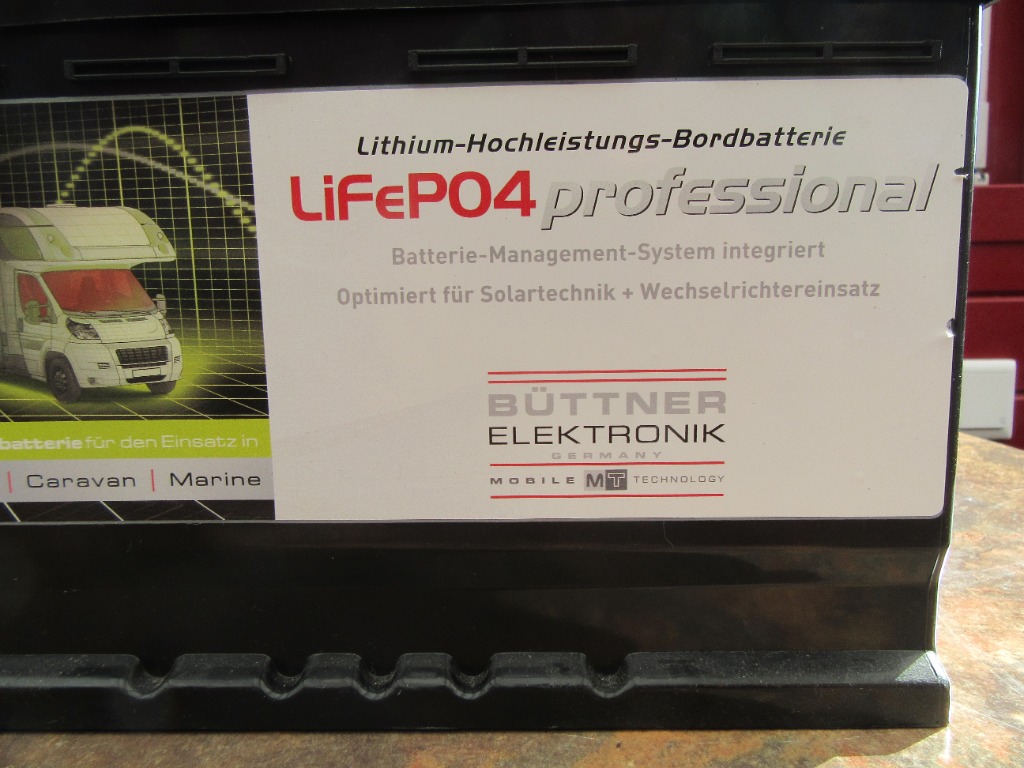 Lithium-Hochleistungs-Bordbatterie
LiFePO4 professional
Batterie-Management-System integriert
Optimiert für Solartechnik + Wechselrichtereinsatz
BÜTTNER
ELEKTRONIK
GERMANY
MOBILE MT TECHNOLOGY
batterie für den Einsatz in
| Caravan | Marine